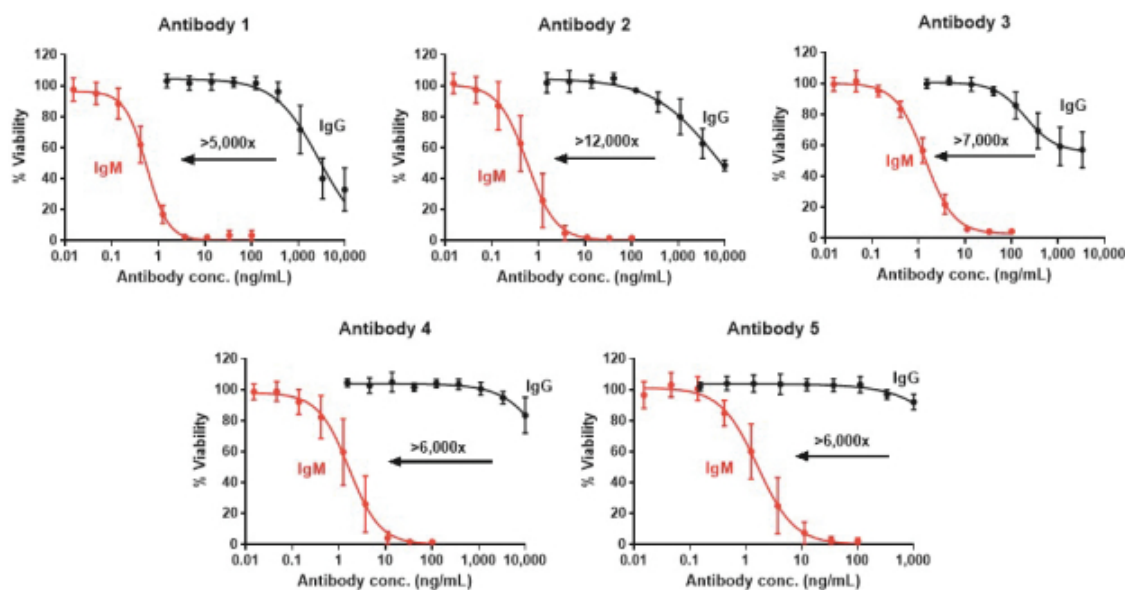 Antibody 1
120
100
80
60
40
20
0
% Viability
IgG
>5,000x
IgM
0.01 0.1 1 10 100 1,000 10,000
Antibody conc. (ng/mL)
Antibody 2
120
100
80
60
40
20
0
% Viability
IgG
>12,000x
IgM
0.01 0.1 1 10 100 1,000 10,000
Antibody conc. (ng/mL)
Antibody 3
120
100
80
60
40
20
0
% Viability
IgG
>7,000x
IgM
0.01 0.1 1 10 100 1,000 10,000
Antibody conc. (ng/mL)
Antibody 4
120
100
80
60
40
20
0
% Viability
IgG
>6,000x
IgM
0.01 0.1 1 10 100 1,000 10,000
Antibody conc. (ng/mL)
Antibody 5
120
100
80
60
40
20
0
% Viability
IgG
>6,000x
IgM
0.01 0.1 1 10 100 1,000
Antibody conc. (ng/mL)